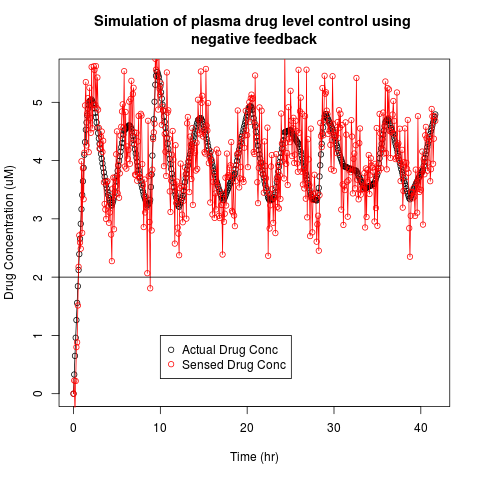 Simulation of plasma drug level control using
negative feedback
Drug Concentration (uM)
5
4
3
2
1
0
Actual Drug Conc
Sensed Drug Conc
0 10 20 30 40
Time (hr)